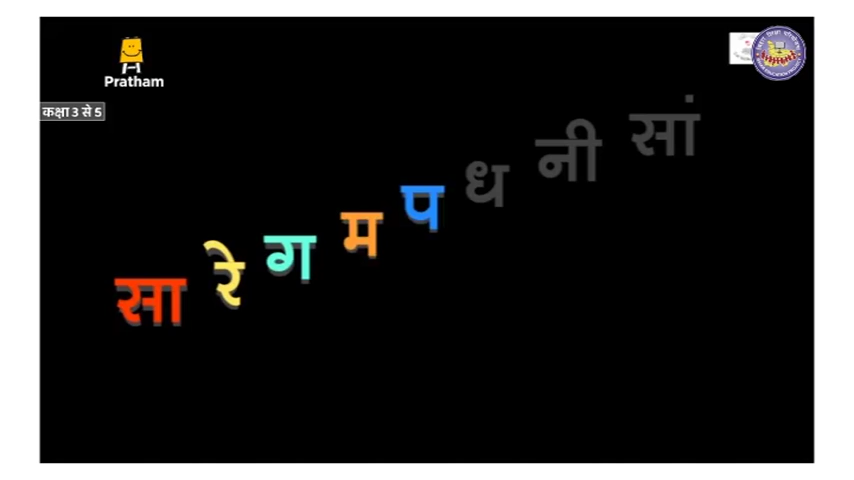 Pratham
कक्षा 3 से 5
सा रे ग म प ध नी सां